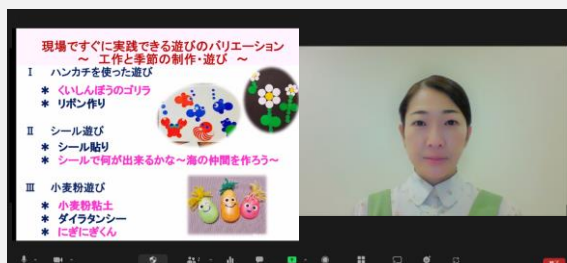 現場ですぐに実践できる遊びのバリエーション
～ 工作と季節の制作・遊び ～
Ⅰ ハンカチを使った遊び
＊ くいしんぼうのゴリラ
＊ リボン作り
Ⅱ シール遊び
＊ シール貼り
＊ シールで何が出来るかな～海の仲間を作ろう～
Ⅲ 小麦粉遊び
＊ 小麦粉粘土
＊ ダイラタンシー
＊ にぎにぎくん